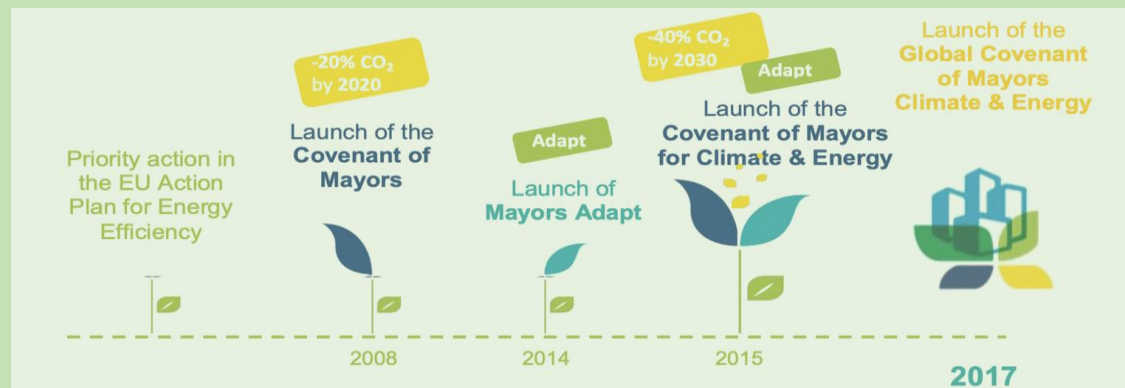 Priority action in
the EU Action
Plan for Energy
Efficiency
-20% CO₂
by 2020
Launch of the
Covenant of
Mayors
2008
Adapt
Launch of
Mayors Adapt
2014
-40% CO₂
by 2030
Adapt
Launch of the
Covenant of Mayors
for Climate & Energy
2015
Launch of the
Global Covenant
of Mayors
Climate & Energy
2017